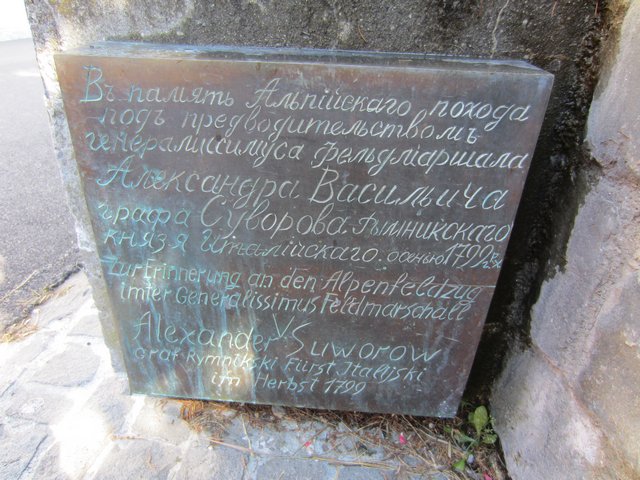 Въ память Альпійскаго похода
подъ предводительствомъ
генералиссимуса фельдмаршала
Александра Васильича
графа Суворова Рымникскаго
князя Италійскаго осенью 1799
Zur Erinnerung an den Alpenfeldzug
unter Generalissimus Feldmarschall
Alexander V Suworow
Graf Rymnikski Fürst Italijski
im Herbst 1799